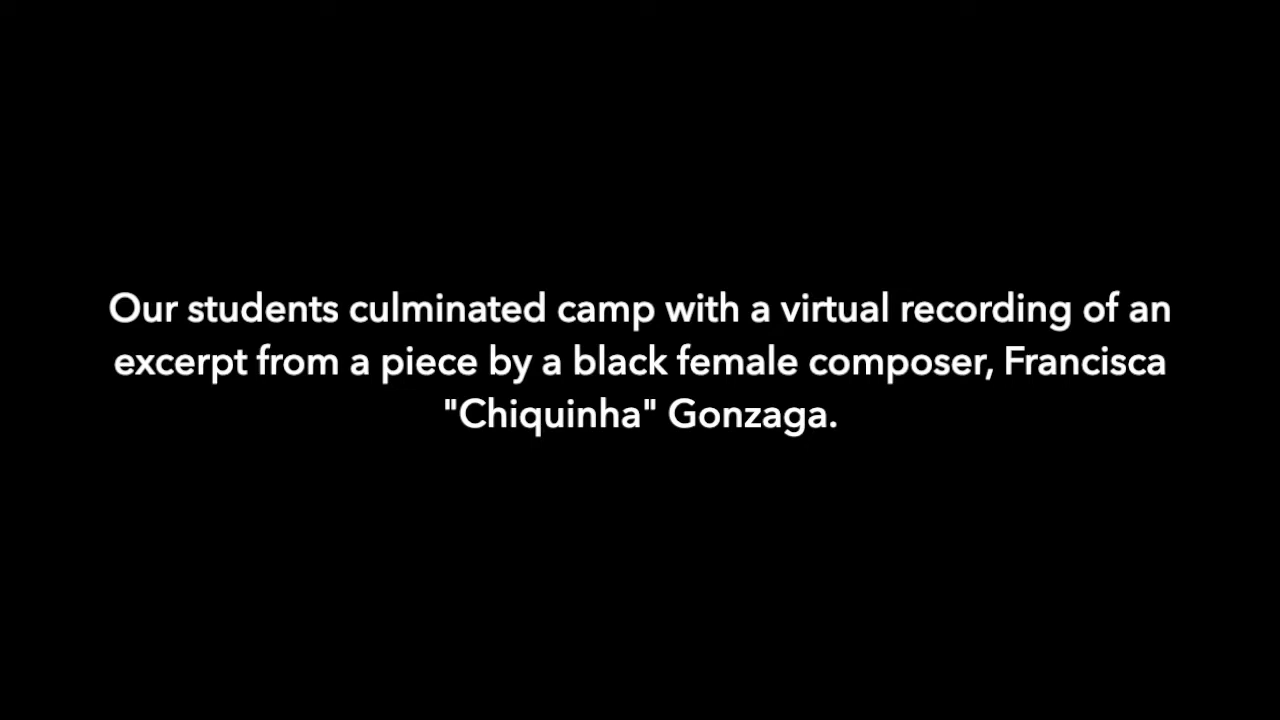 Our students culminated camp with a virtual recording of an
excerpt from a piece by a black female composer, Francisca
"Chiquinha" Gonzaga.